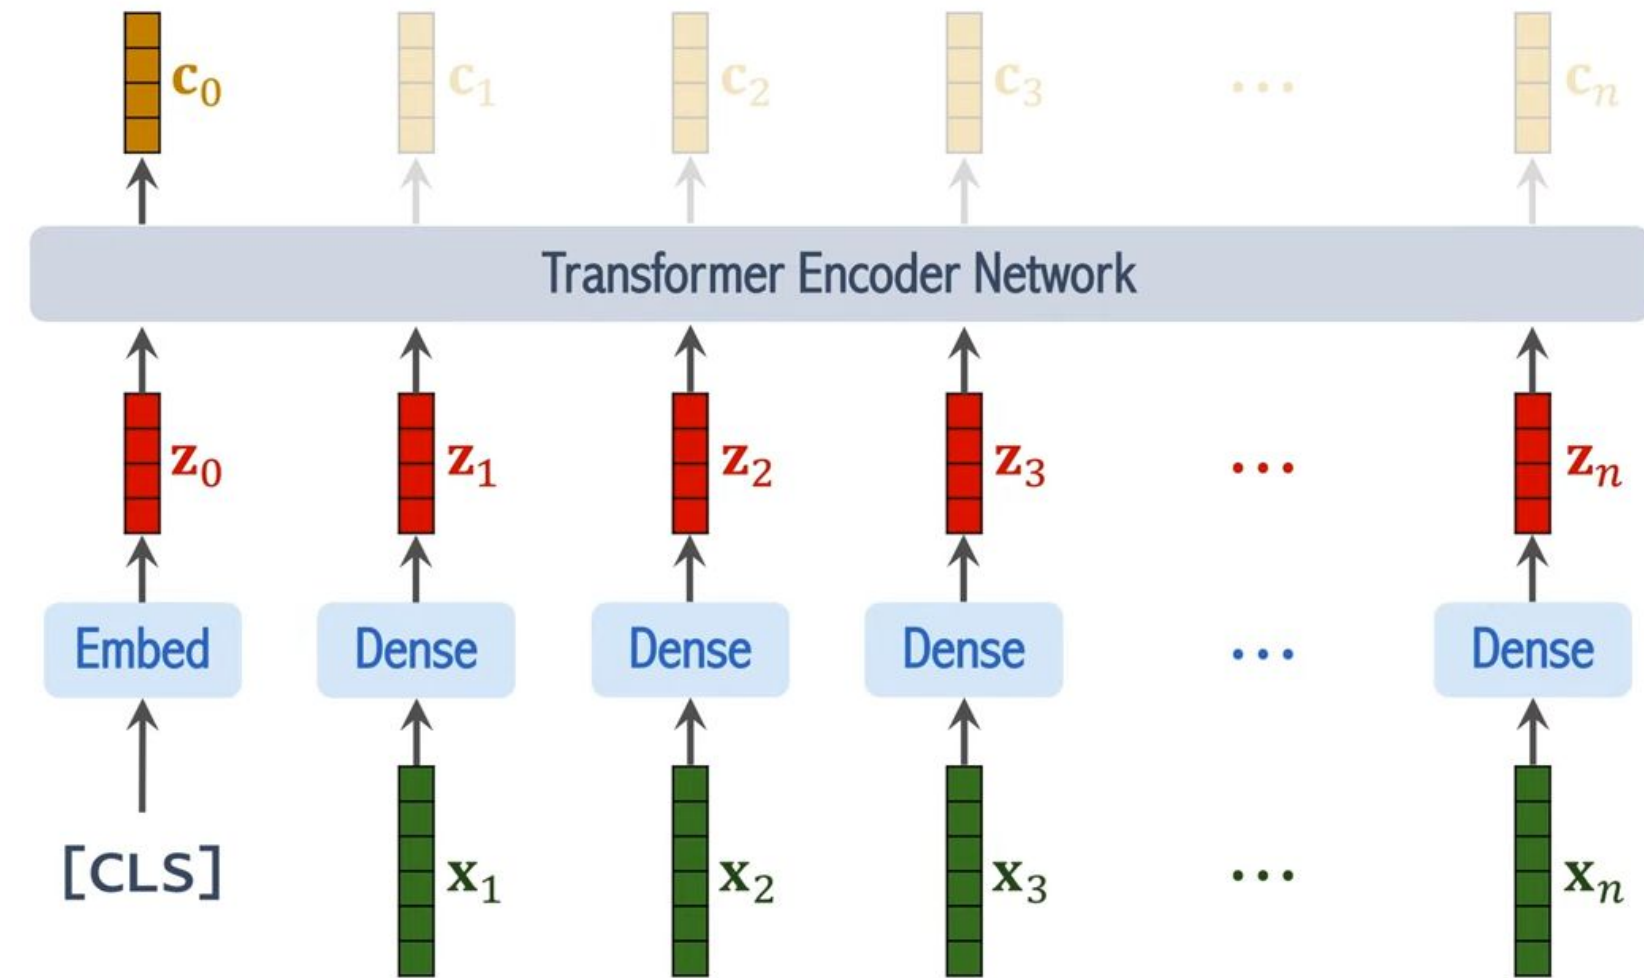 c₀ c₁ c₂ c₃ ... cₙ
Transformer Encoder Network
z₀ z₁ z₂ z₃ ... zₙ
Embed Dense Dense Dense ... Dense
[CLS] x₁ x₂ x₃ ... xₙ